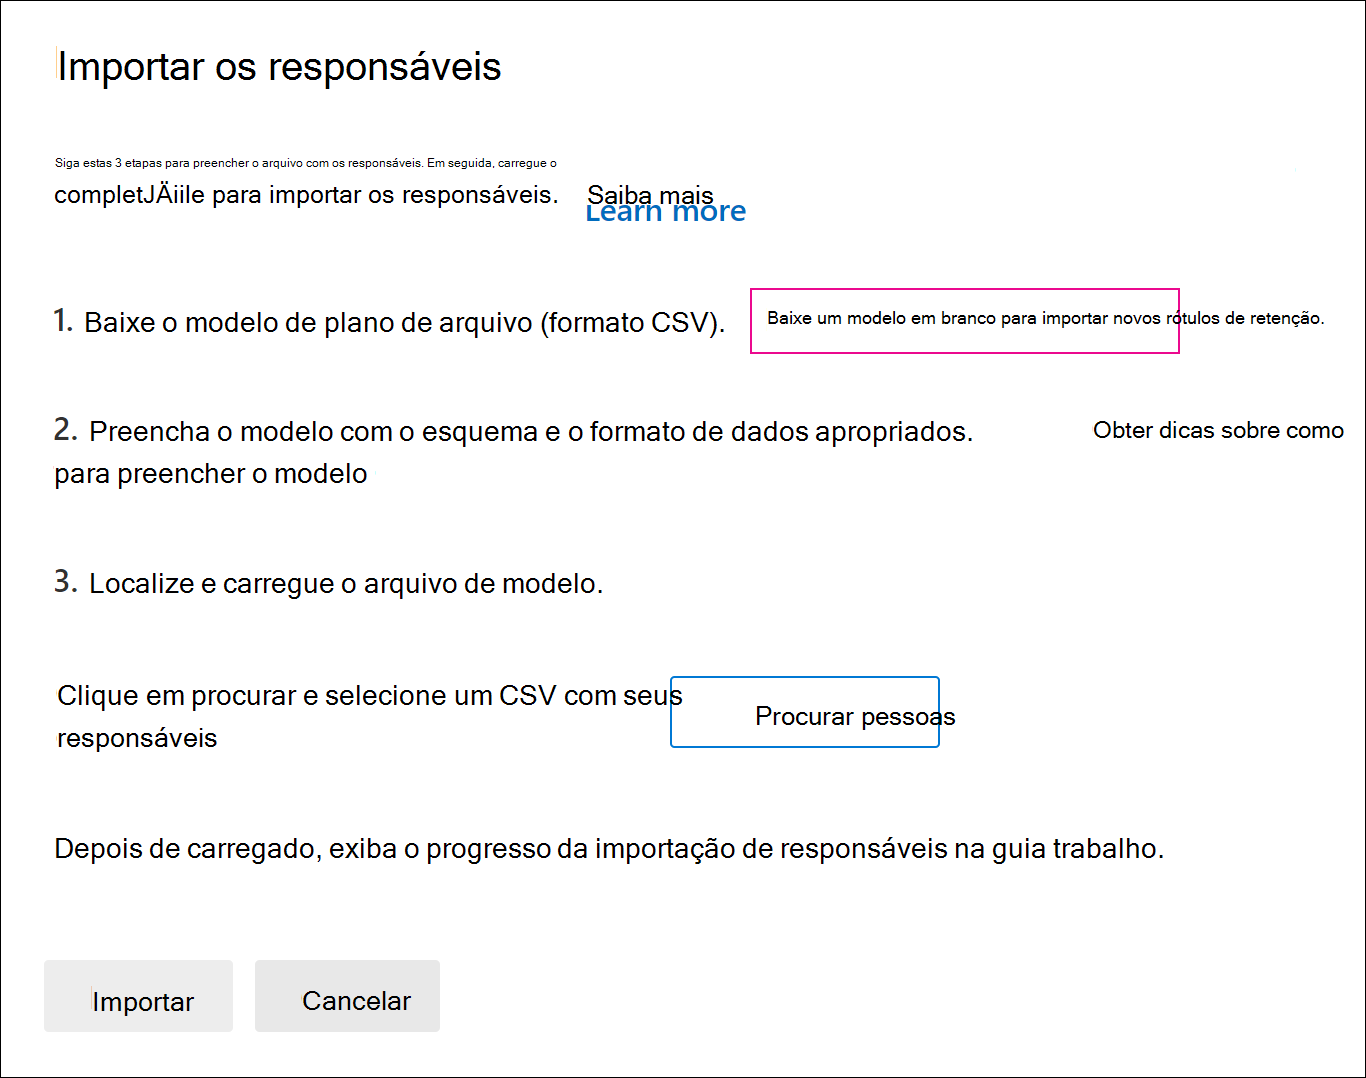 Importar os responsáveis
Siga estas 3 etapas para preencher o arquivo com os responsáveis. Em seguida, carregue o
completJÄiile para importar os responsáveis. Saiba mais
Learn more
1. Baixe o modelo de plano de arquivo (formato CSV). Baixe um modelo em branco para importar novos rótulos de retenção.
2. Preencha o modelo com o esquema e o formato de dados apropriados. Obter dicas sobre como
para preencher o modelo
3. Localize e carregue o arquivo de modelo.
Clique em procurar e selecione um CSV com seus
responsáveis
Procurar pessoas
Depois de carregado, exiba o progresso da importação de responsáveis na guia trabalho.
Importar Cancelar